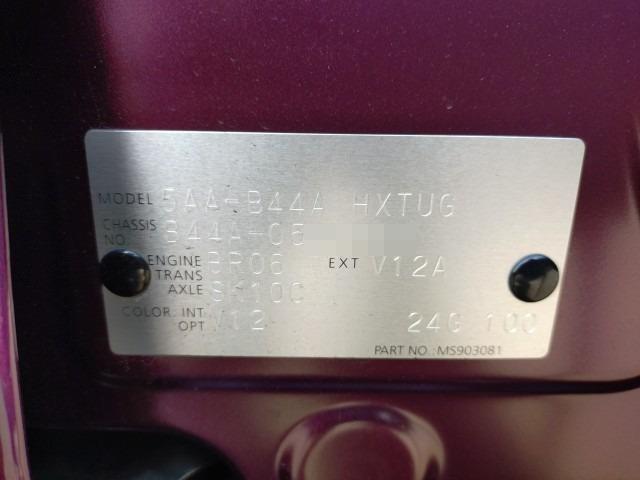 MODEL 5AA-B44A HXTUG
CHASSIS NO. B44A-05
ENGINE BR06 EXT V12A
TRANS
AXLE
COLOR: INT V12
OPT 24G 100
PART NO.: MS903081